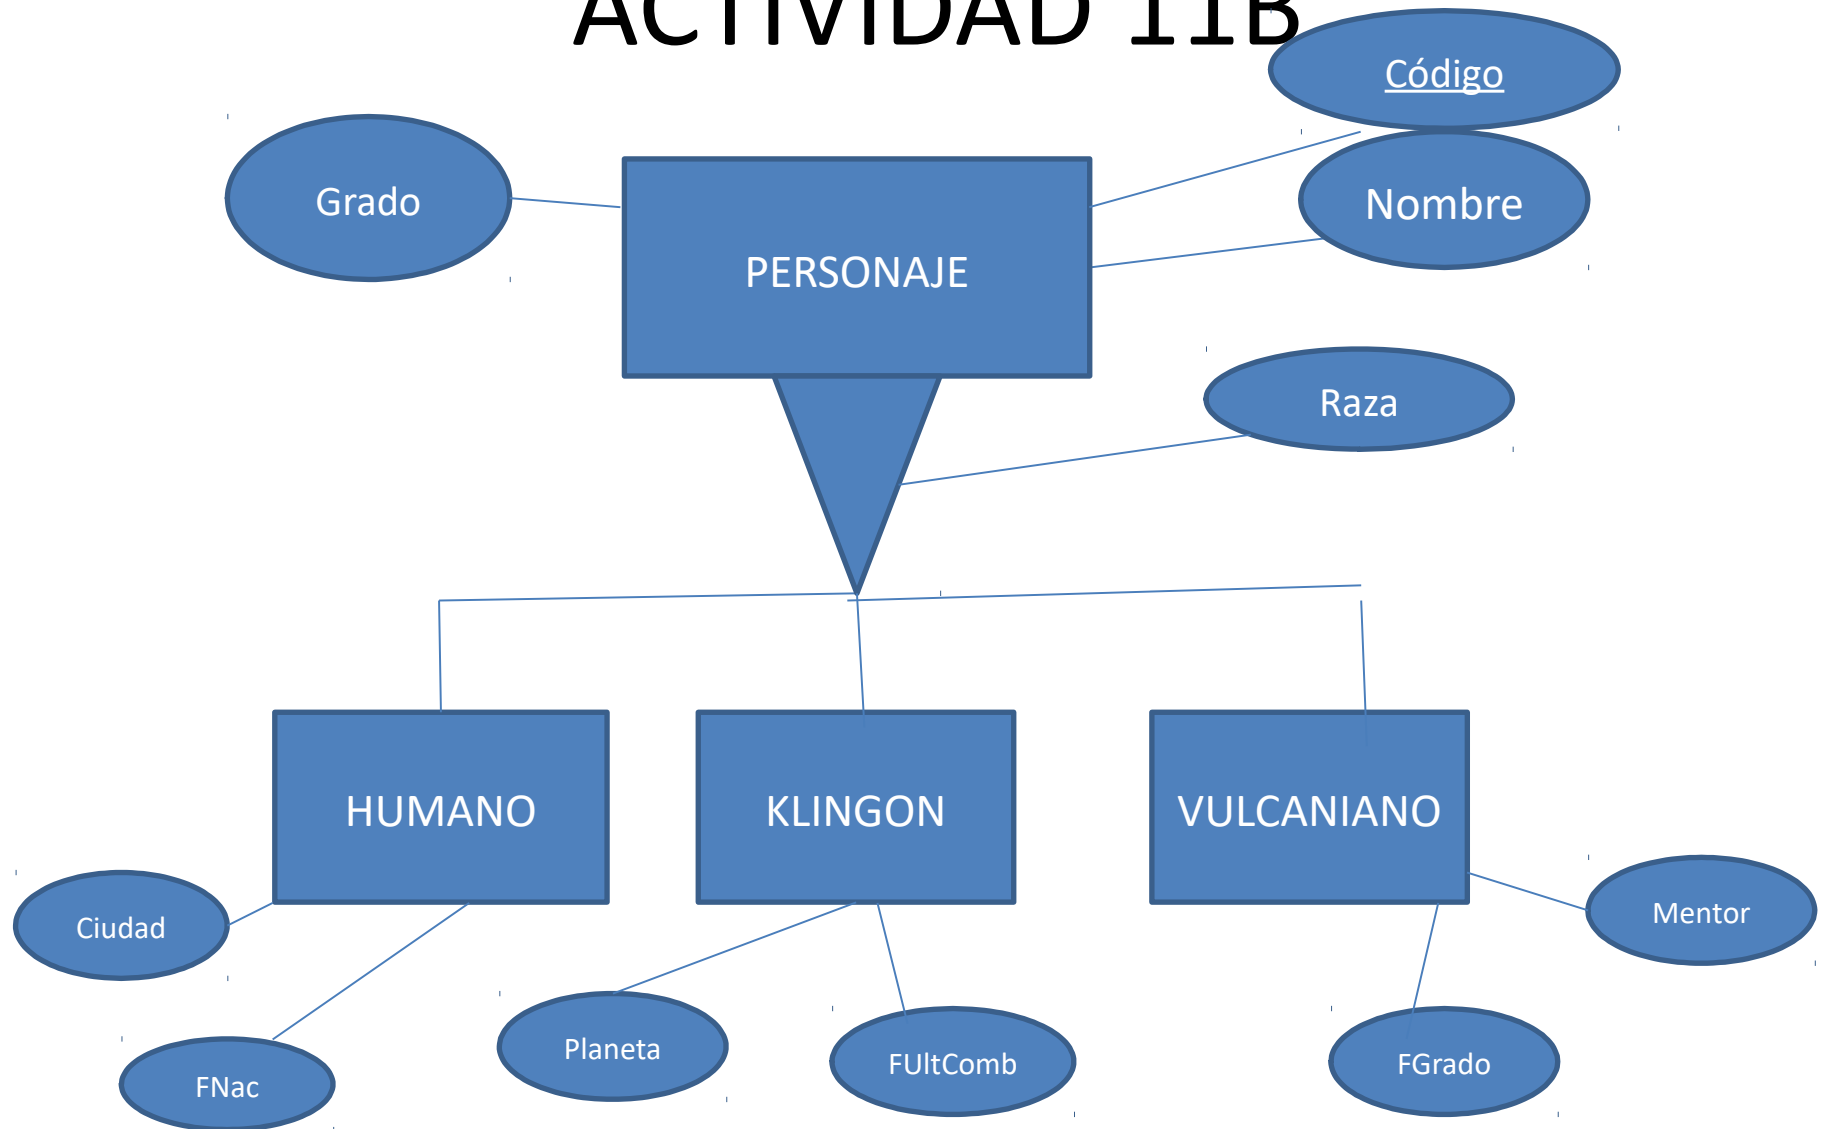 ACTIVIDAD 11B
Código
Grado
Nombre
PERSONAJE
Raza
HUMANO
KLINGON
VULCANIANO
Ciudad
Mentor
Planeta
FUltComb
FGrado
FNac